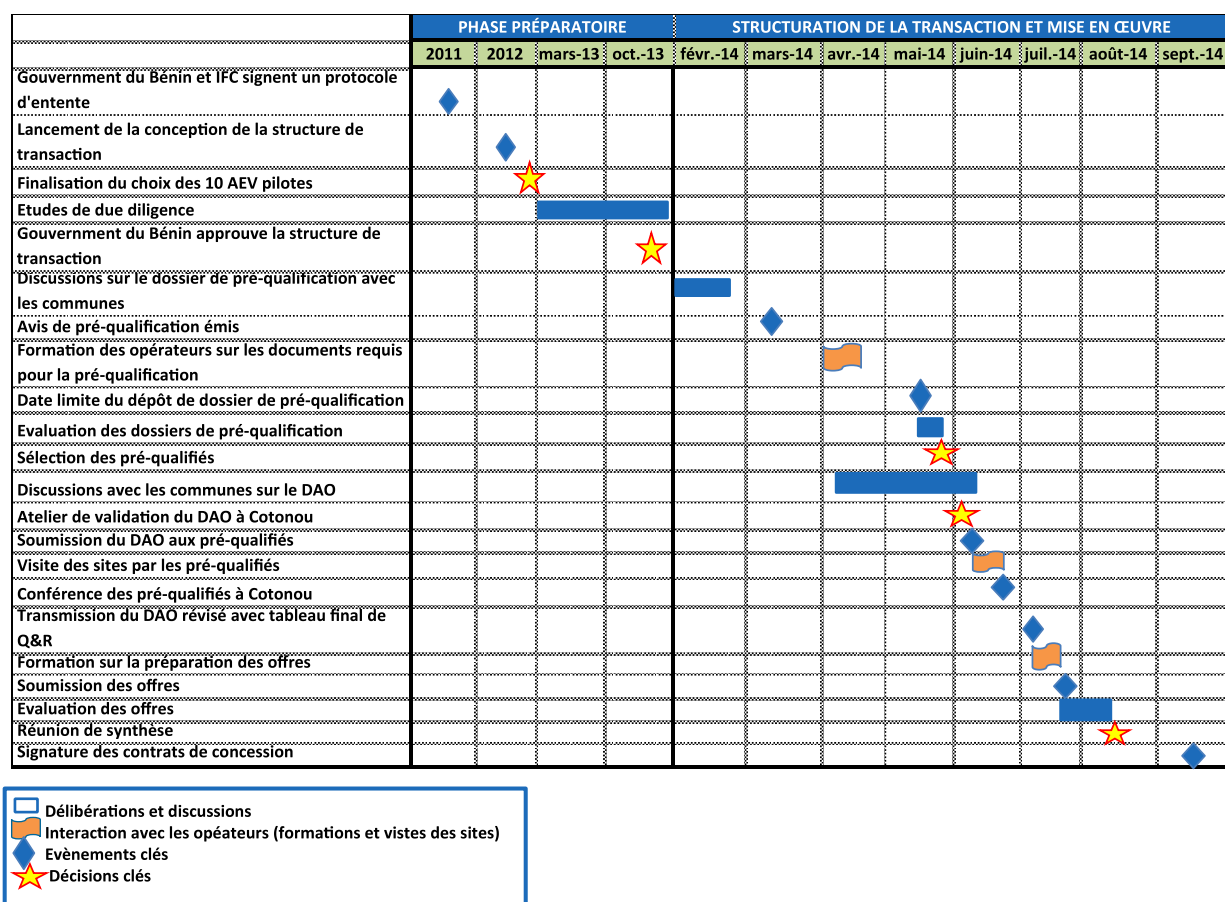 PHASE PRÉPARATOIRE STRUCTURATION DE LA TRANSACTION ET MISE EN ŒUVRE
2011 2012 mars-13 oct.-13 févr.-14 mars-14 avr.-14 mai-14 juin-14 juil.-14 août-14 sept.-14
Gouvernment du Bénin et IFC signent un protocole
d'entente
Lancement de la conception de la structure de
transaction
Finalisation du choix des 10 AEV pilotes
Etudes de due diligence
Gouvernment du Bénin approuve la structure de
transaction
Discussions sur le dossier de pré-qualification avec
les communes
Avis de pré-qualification émis
Formation des opérateurs sur les documents requis
pour la pré-qualification
Date limite du dépôt de dossier de pré-qualification
Evaluation des dossiers de pré-qualification
Sélection des pré-qualifiés
Discussions avec les communes sur le DAO
Atelier de validation du DAO à Cotonou
Soumission du DAO aux pré-qualifiés
Visite des sites par les pré-qualifiés
Conférence des pré-qualifiés à Cotonou
Transmission du DAO révisé avec tableau final de
Q&R
Formation sur la préparation des offres
Soumission des offres
Evaluation des offres
Réunion de synthèse
Signature des contrats de concession
Délibérations et discussions
Interaction avec les opéateurs (formations et vistes des sites)
Evènements clés
Décisions clés